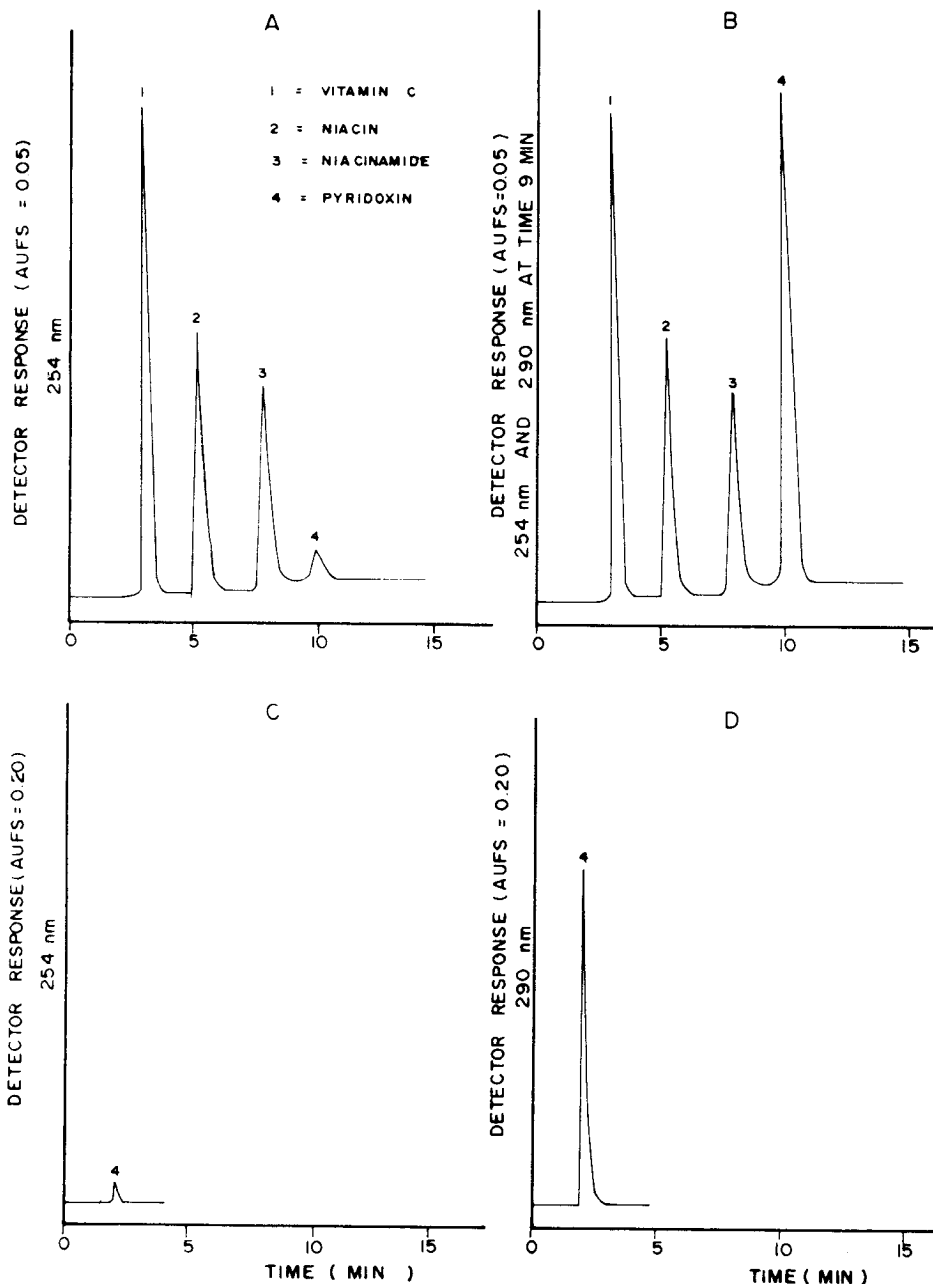 A
1 = VITAMIN C
2 = NIACIN
3 = NIACINAMIDE
4 = PYRIDOXIN
DETECTOR RESPONSE (AUFS = 0.05)
254 nm
1
2
3
4
0 5 10 15
B
DETECTOR RESPONSE (AUFS=0.05)
254 nm AND 290 nm AT TIME 9 MIN
1
2
3
4
0 5 10 15
C
DETECTOR RESPONSE (AUFS=0.20)
254 nm
4
0 5 10 15
TIME ( MIN )
D
DETECTOR RESPONSE (AUFS = 0.20)
290 nm
4
0 5 10 15
TIME (MIN)